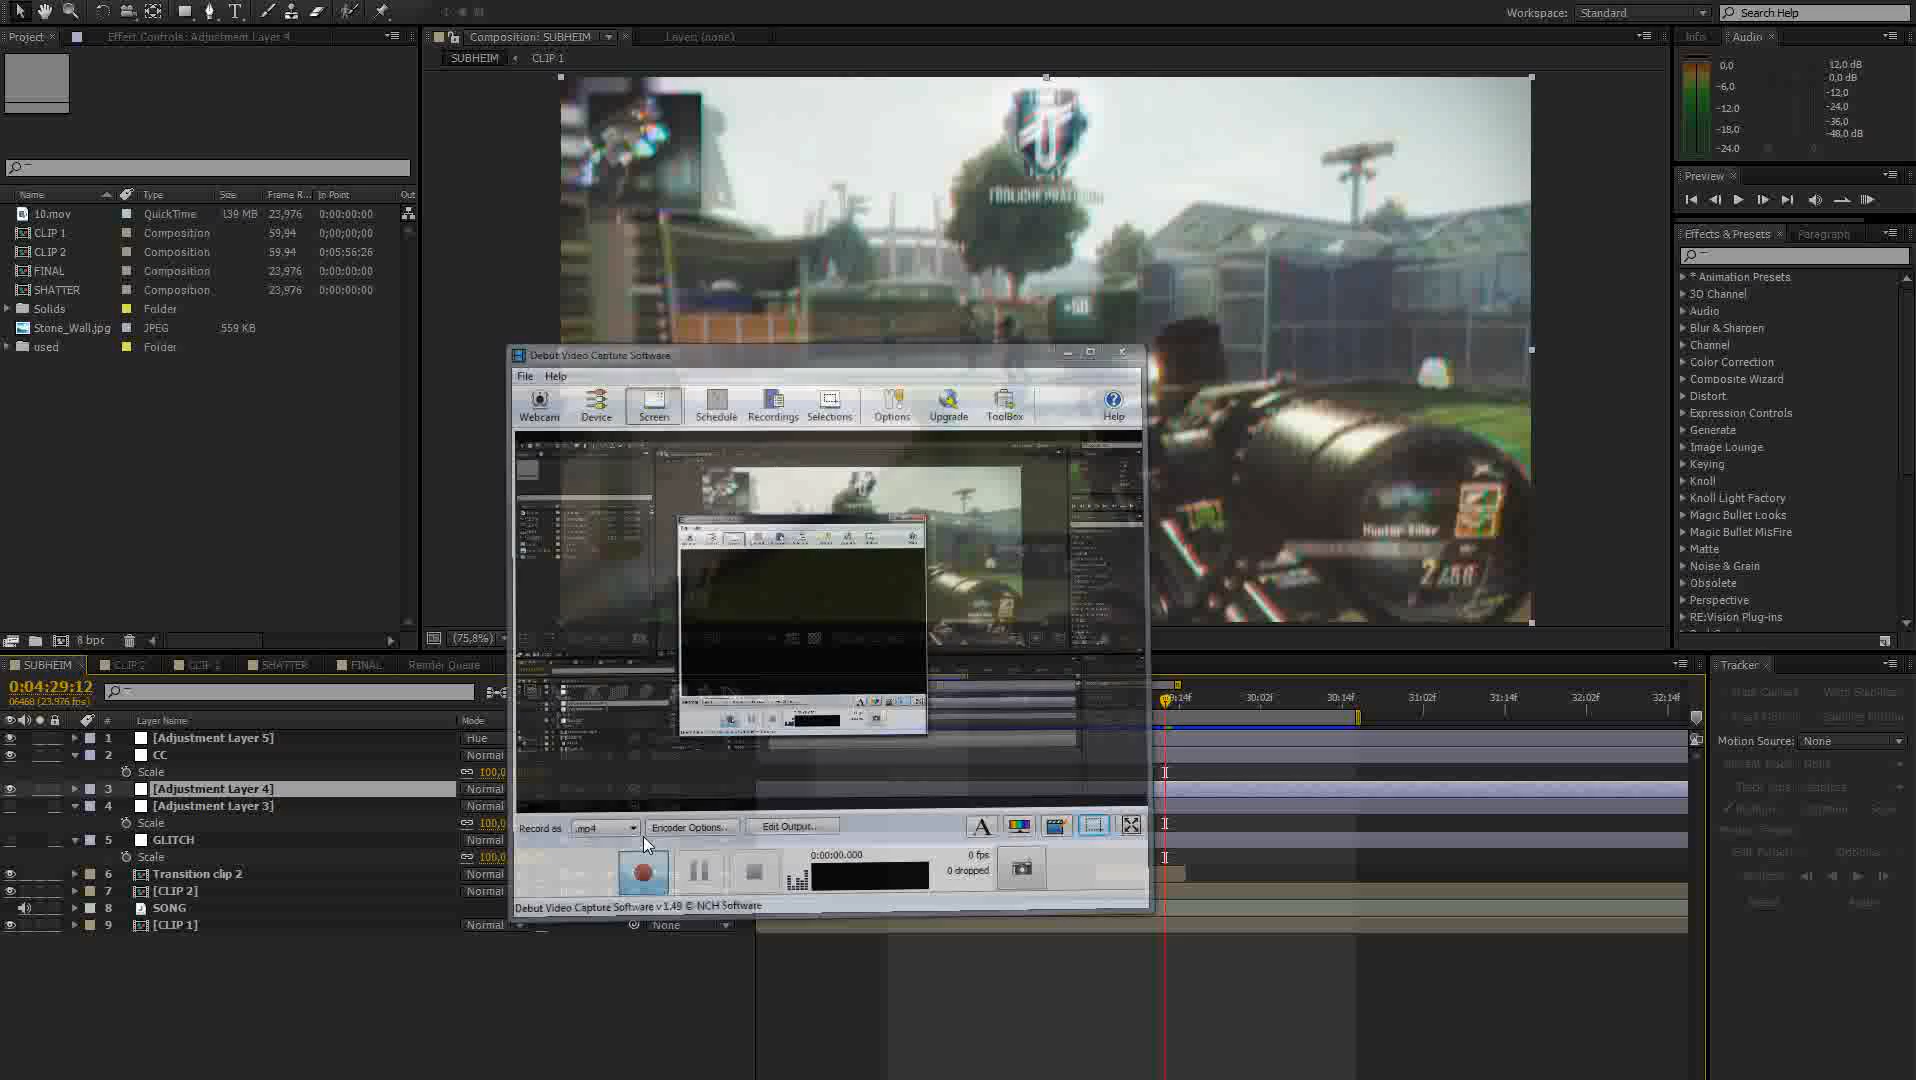 Workspace: Standard Search Help
Project Effect Controls: Adjustment Layer 4
Composition: SUBHEIM Layer: (none)
SUBHEIM CLIP 1
Name Type Size Frame R... In Point Out
10.mov QuickTime 139 MB 23,976 0:00:00:00
CLIP 1 Composition 59,94 0;00;00;00
CLIP 2 Composition 59,94 0:05:56:26
FINAL Composition 23,976 0:00:00:00
SHATTER Composition 23,976 0:00:00:00
Solids Folder
Stone_Wall.jpg JPEG 559 KB
used Folder
8 bpc
(75,8%)
+50
Hunter Killer
Info Audio
0,0 12,0 dB
-6,0 0,0 dB
-12,0 -12,0
-24,0
-18,0 -36,0
-48,0 dB
-24,0
Preview
Effects & Presets Paragraph
* Animation Presets
3D Channel
Audio
Blur & Sharpen
Channel
Color Correction
Composite Wizard
Distort
Expression Controls
Generate
Image Lounge
Keying
Knoll
Knoll Light Factory
Magic Bullet Looks
Magic Bullet MisFire
Matte
Noise & Grain
Obsolete
Perspective
RE:Vision Plug-ins
Debut Video Capture Software
File Help
Webcam Device Screen Schedule Recordings Selections Options Upgrade ToolBox Help
Record as .mp4 Encoder Options... Edit Output...
0:00:00.000 0 fps
0 dropped
Debut Video Capture Software v 1.49 © NCH Software
SUBHEIM CLIP 2 CLIP SHATTER FINAL Render Queue
0:04:29:12
06468 (23.976 fps)
# Layer Name Mode
1 [Adjustment Layer 5] Hue
2 CC Normal
Scale 100,0
3 [Adjustment Layer 4] Normal
4 [Adjustment Layer 3] Normal
Scale 100,0
5 GLITCH Normal
Scale 100,0
6 Transition clip 2 Normal
7 [CLIP 2] Normal
8 SONG
9 [CLIP 1] Normal None
30:02f 30:14f 31:02f 31:14f 32:02f 32:14f
Tracker
Track Camera Warp Stabilizer
Motion Source: None
Current Track: None
Track Type:
Edit Target...
Options...